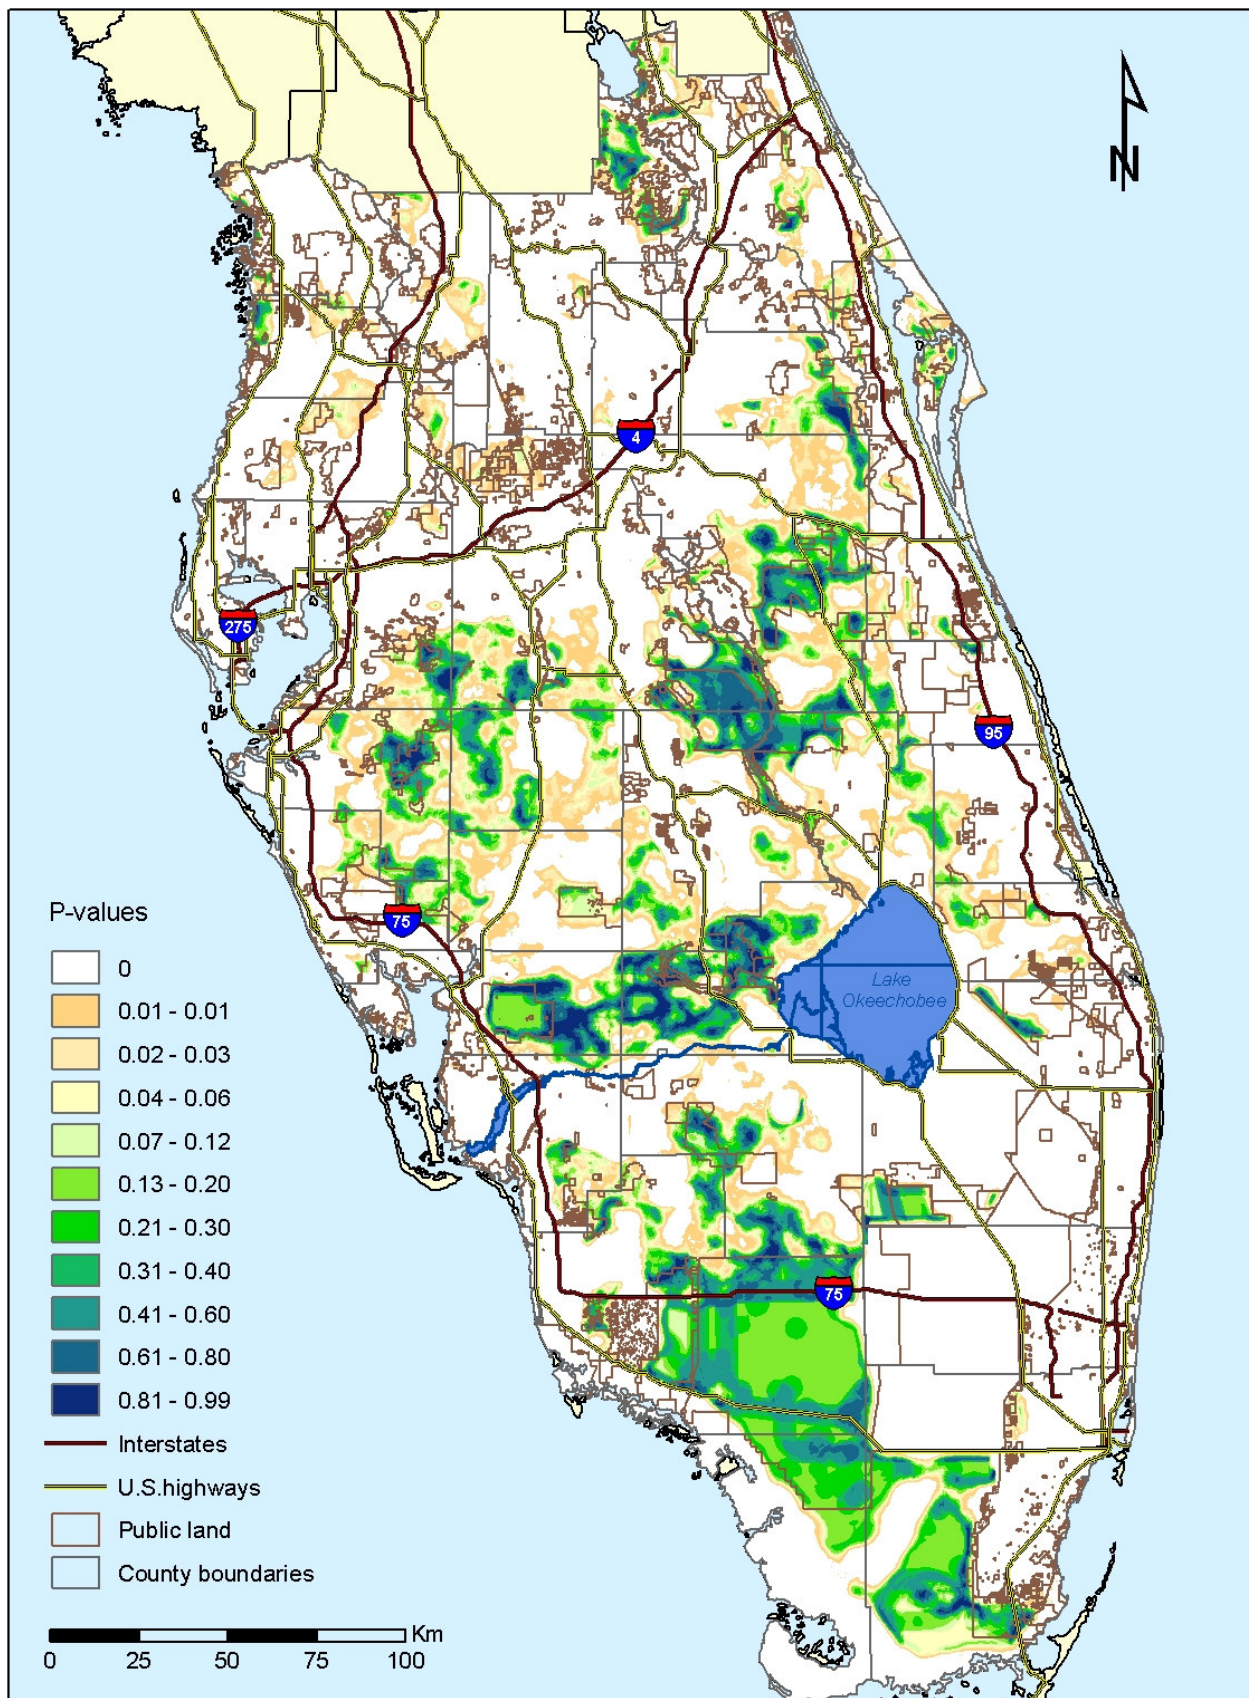 N
4
275
95
75
Lake
Okeechobee
75
P-values
0
0.01 - 0.01
0.02 - 0.03
0.04 - 0.06
0.07 - 0.12
0.13 - 0.20
0.21 - 0.30
0.31 - 0.40
0.41 - 0.60
0.61 - 0.80
0.81 - 0.99
Interstates
U.S.highways
Public land
County boundaries
Km
0 25 50 75 100